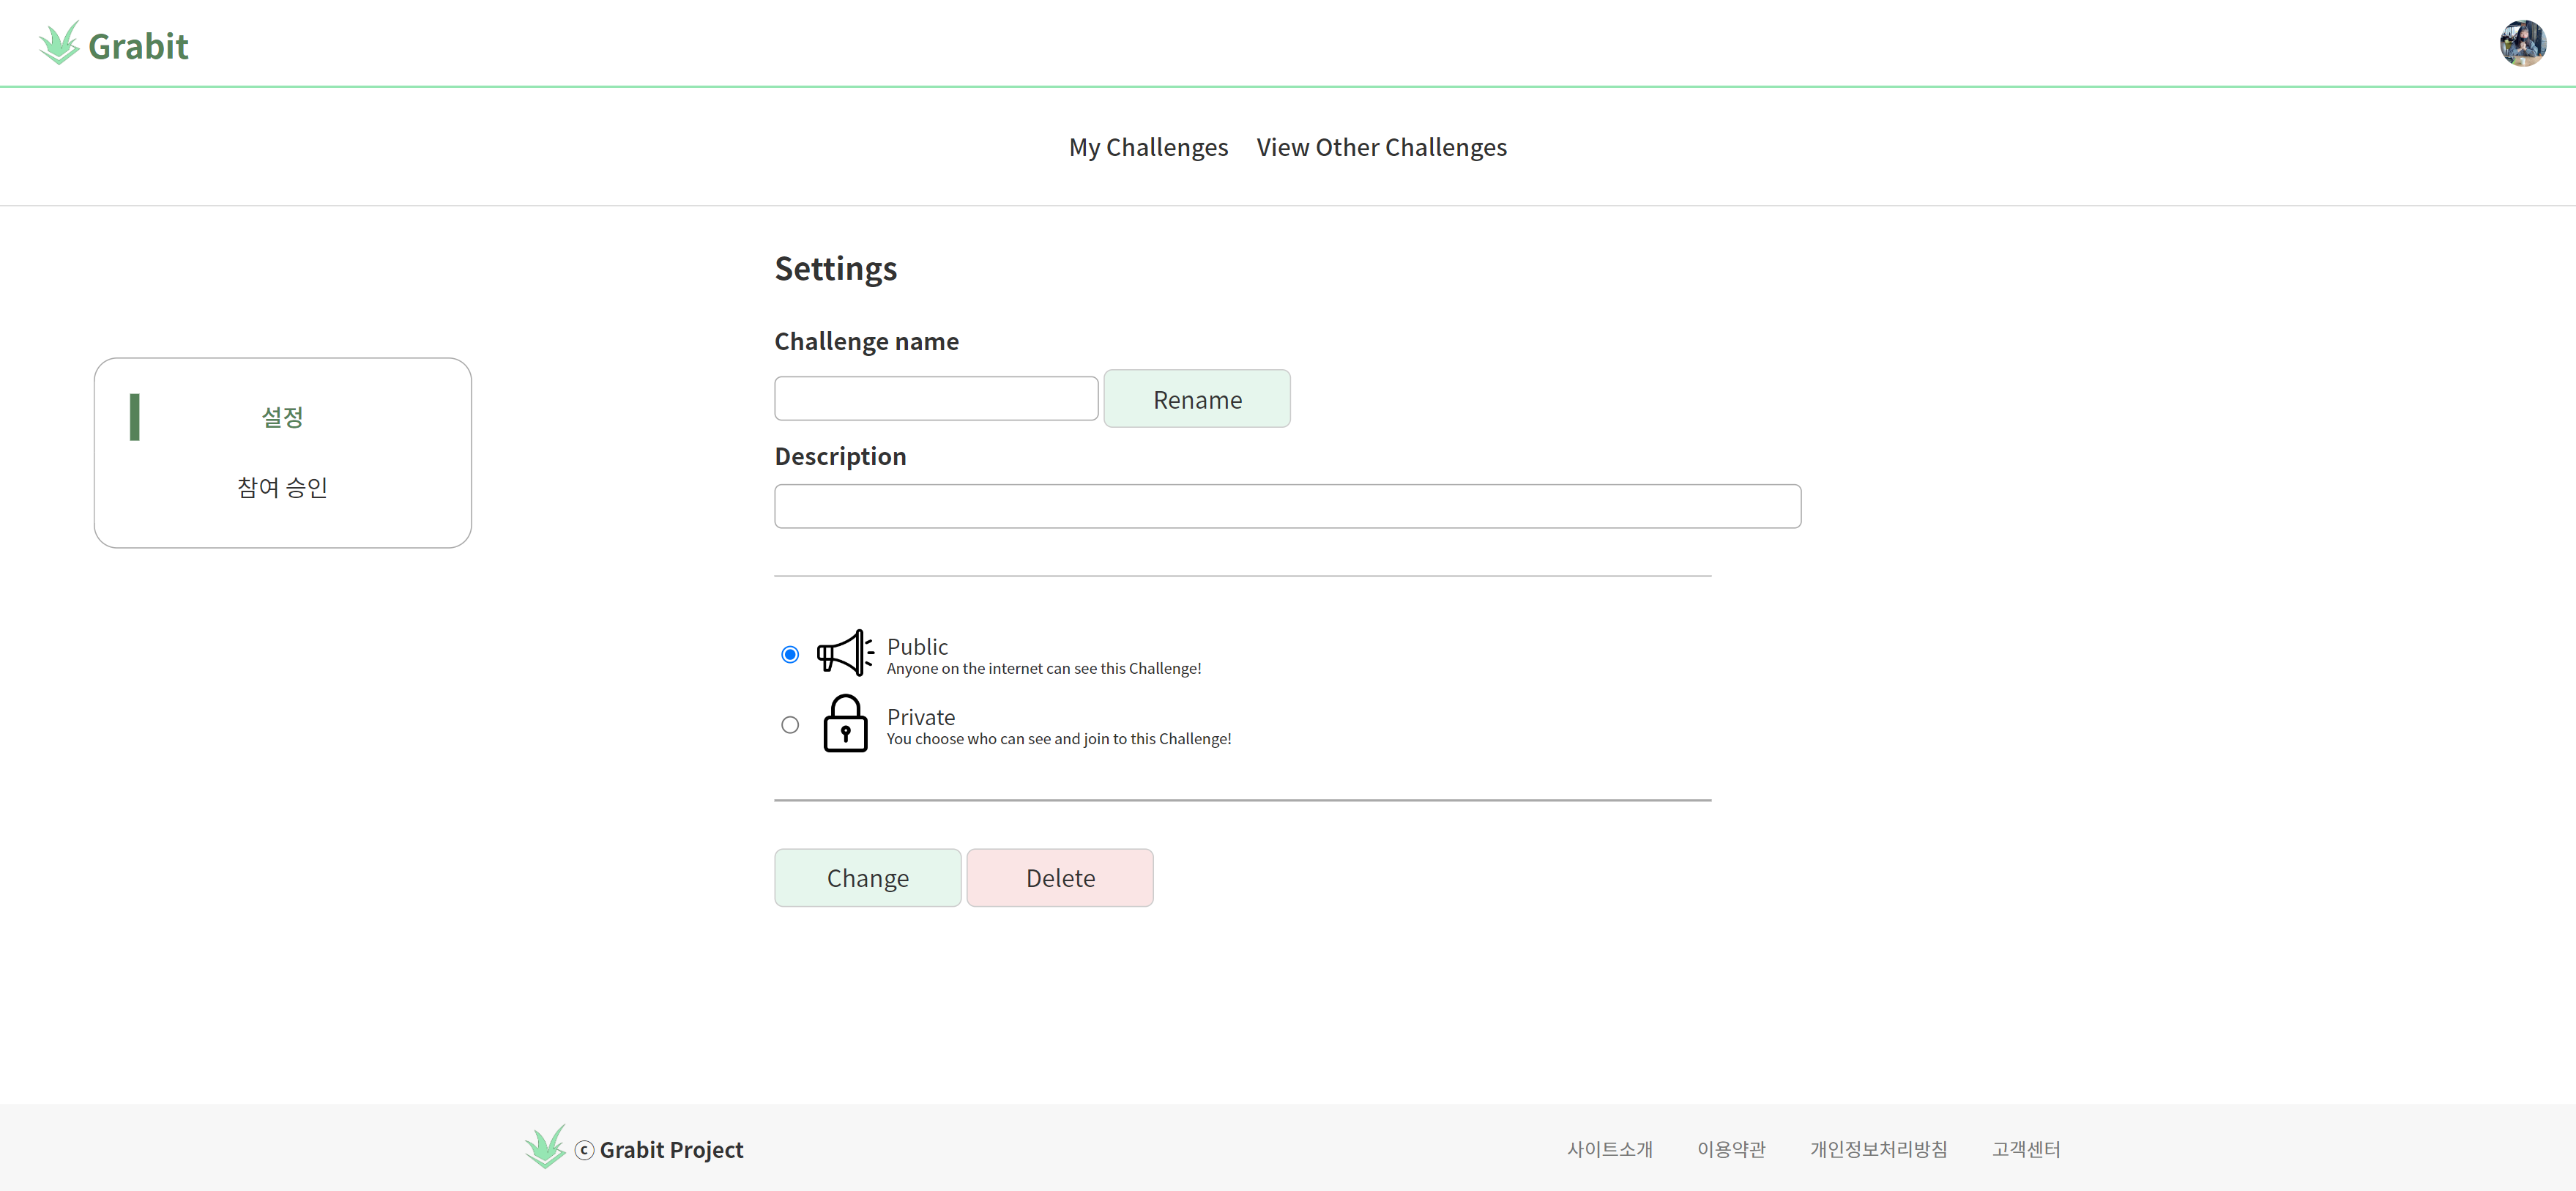 Grabit
My Challenges View Other Challenges
Settings
Challenge name
Rename
Description
설정
참여 승인
Public
Anyone on the internet can see this Challenge!
Private
You choose who can see and join to this Challenge!
Change Delete
ⓒ Grabit Project
사이트소개 이용약관 개인정보처리방침 고객센터